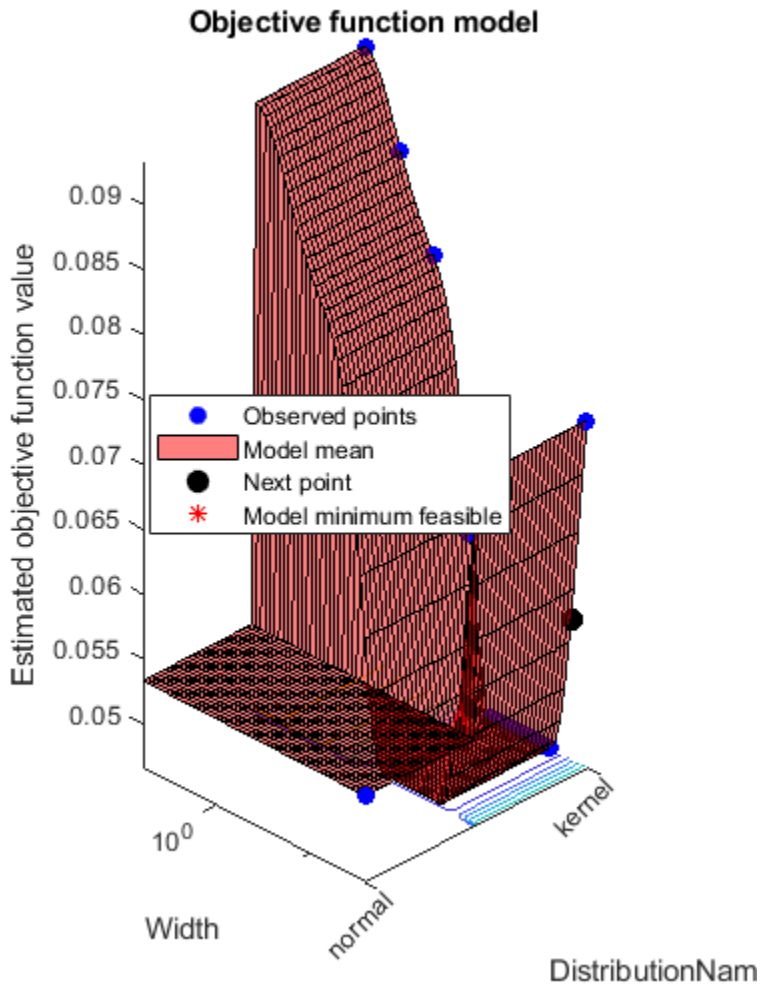 Objective function model
Estimated objective function value
0.09
0.085
0.08
0.075
0.07
0.065
0.06
0.055
0.05
Observed points
Model mean
Next point
Model minimum feasible
10^0
Width
normal
kernel
DistributionNam